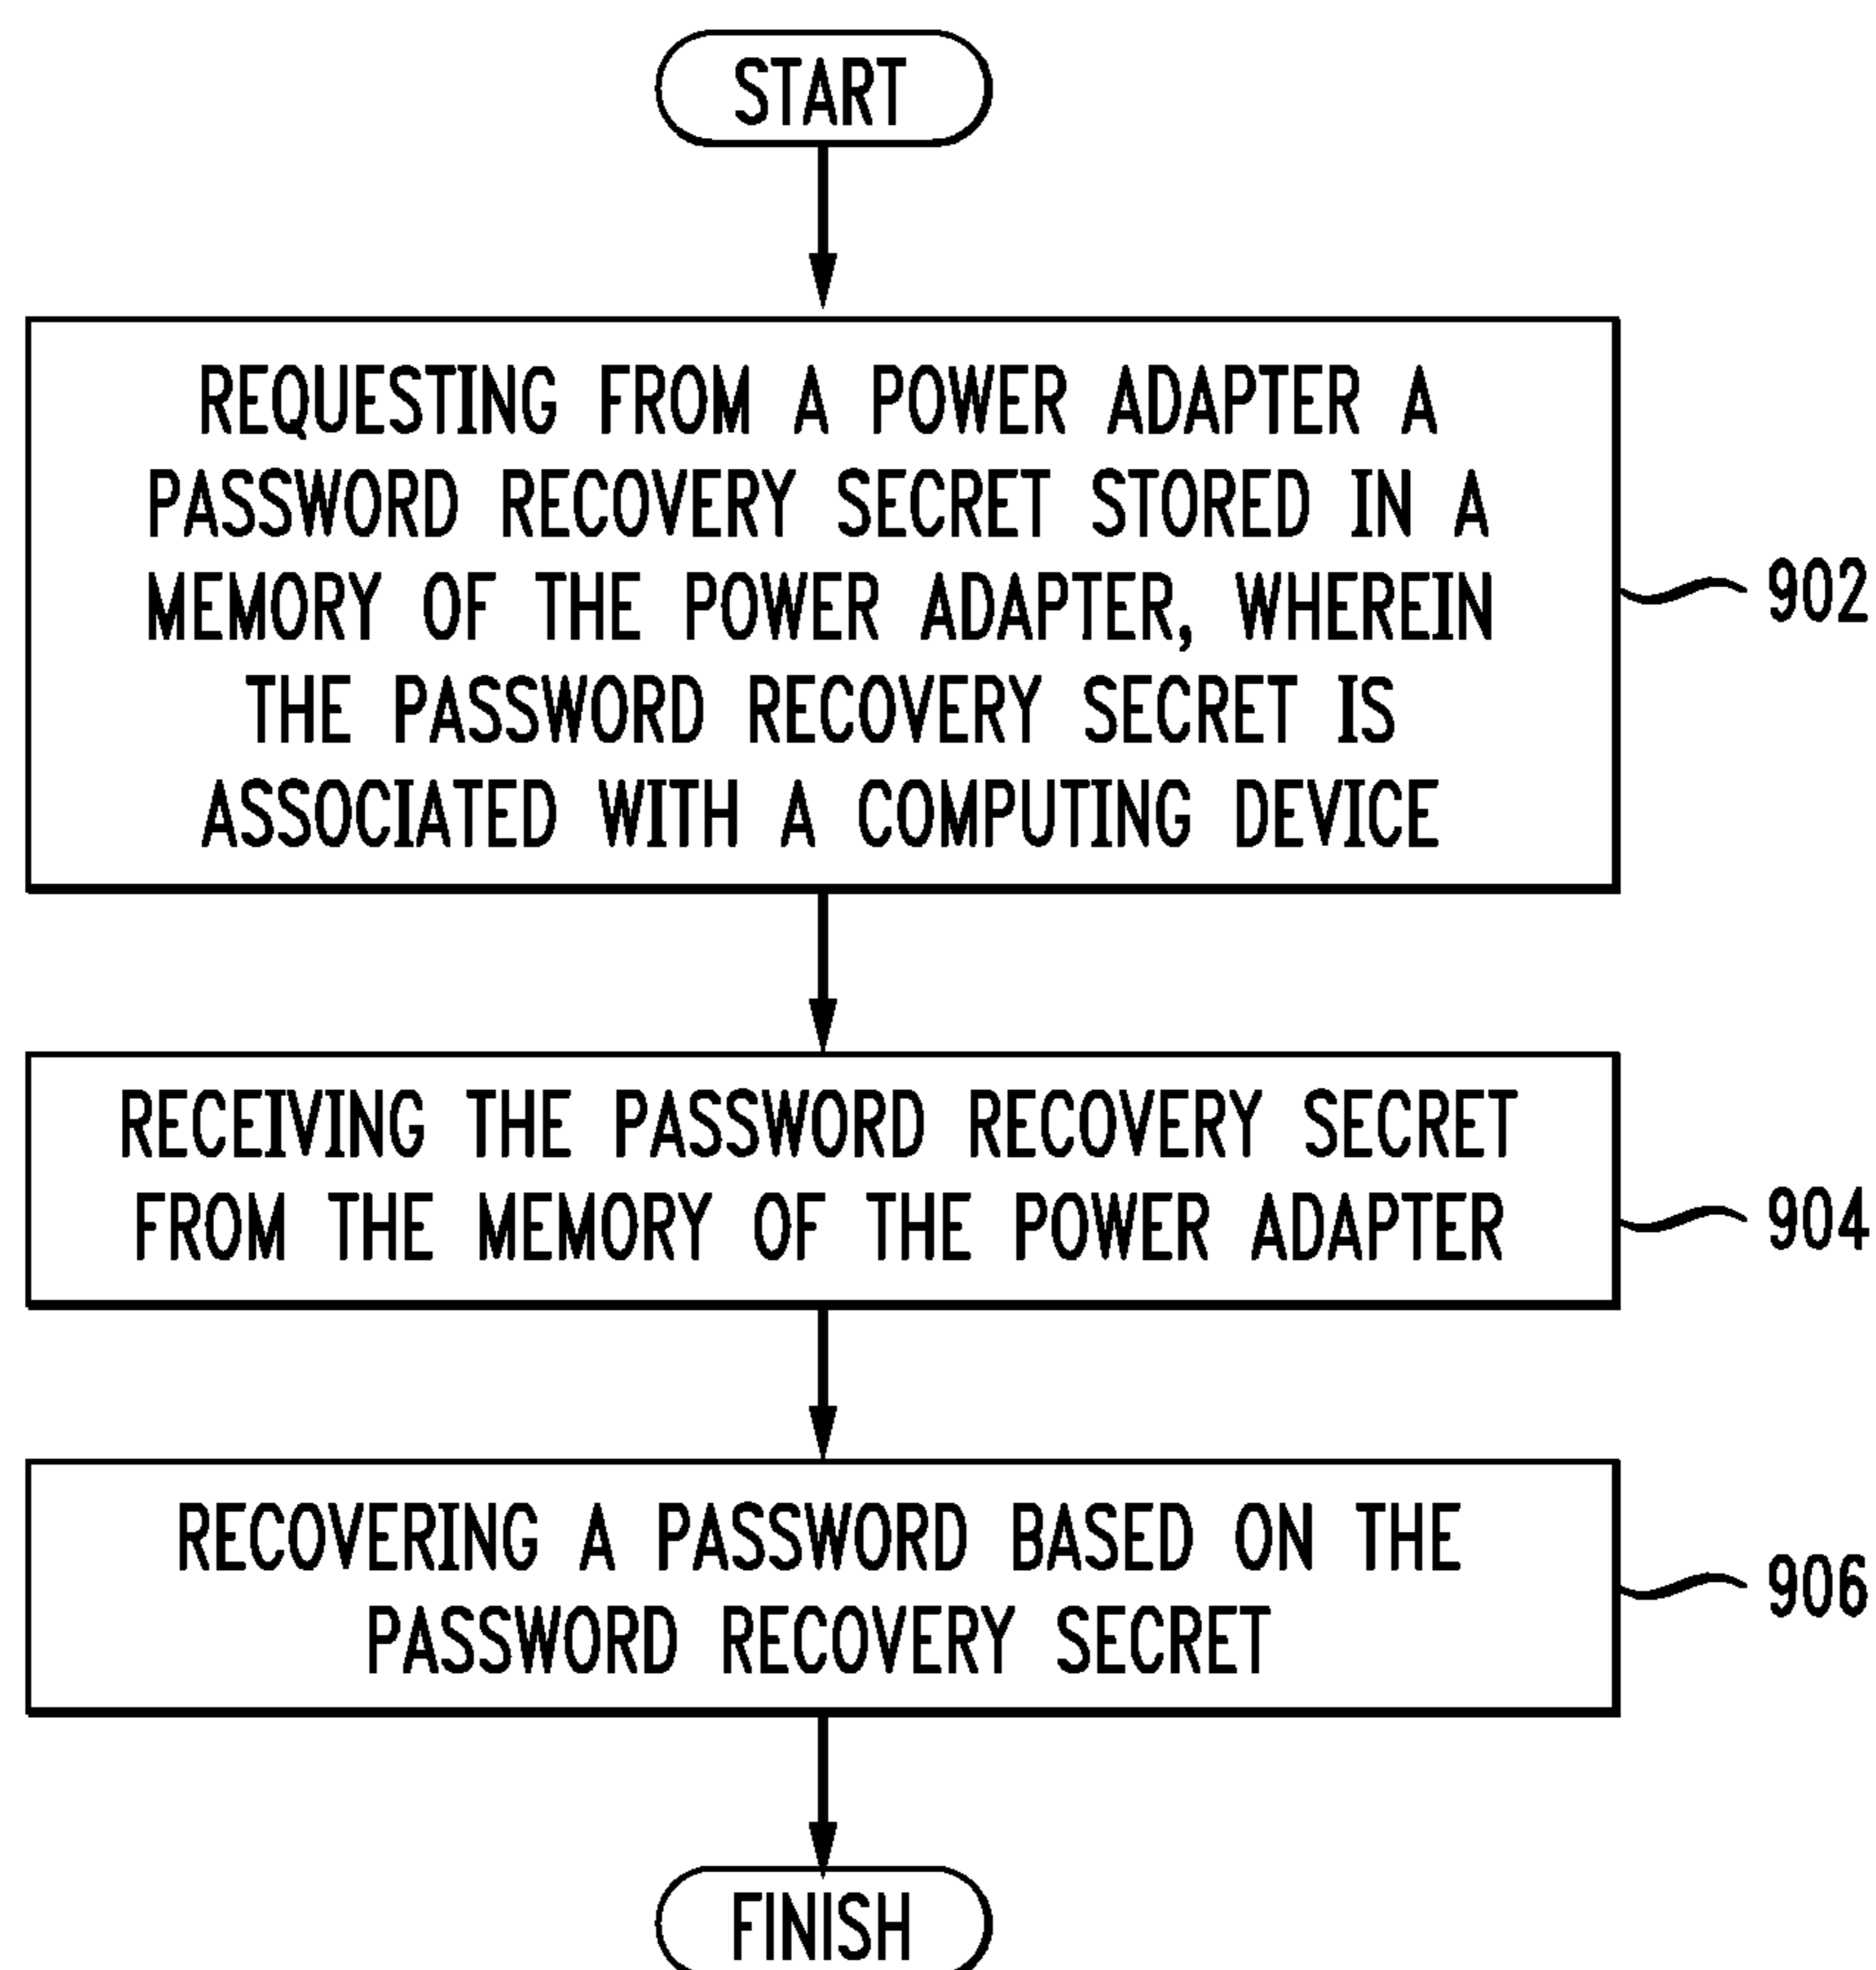 START
REQUESTING FROM A POWER ADAPTER A
PASSWORD RECOVERY SECRET STORED IN A
MEMORY OF THE POWER ADAPTER, WHEREIN
THE PASSWORD RECOVERY SECRET IS
ASSOCIATED WITH A COMPUTING DEVICE
902
RECEIVING THE PASSWORD RECOVERY SECRET
FROM THE MEMORY OF THE POWER ADAPTER
904
RECOVERING A PASSWORD BASED ON THE
PASSWORD RECOVERY SECRET
906
FINISH